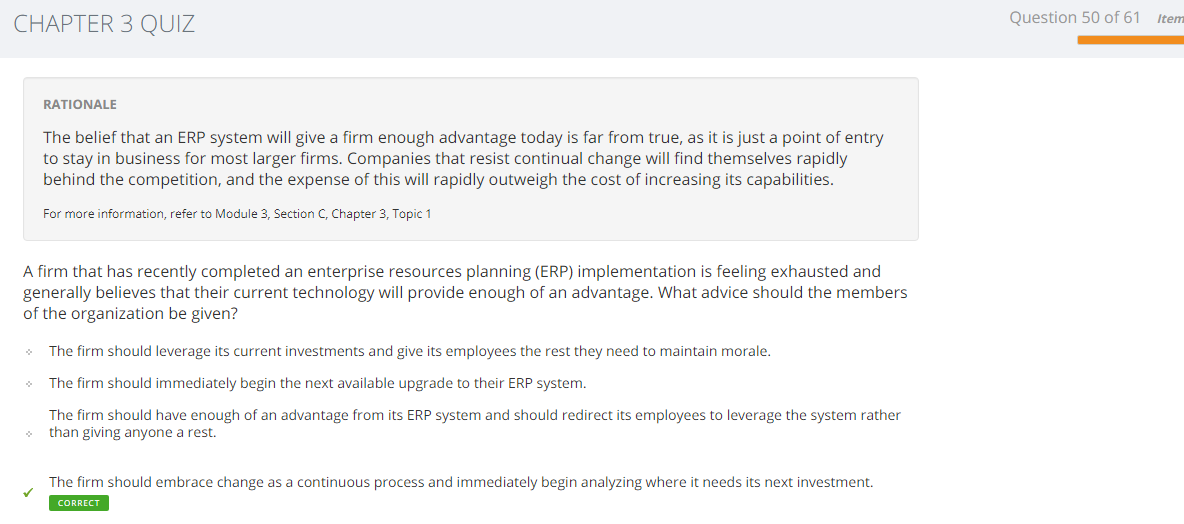 CHAPTER 3 QUIZ
Question 50 of 61 Item
RATIONALE
The belief that an ERP system will give a firm enough advantage today is far from true, as it is just a point of entry
to stay in business for most larger firms. Companies that resist continual change will find themselves rapidly
behind the competition, and the expense of this will rapidly outweigh the cost of increasing its capabilities.
For more information, refer to Module 3, Section C, Chapter 3, Topic 1
A firm that has recently completed an enterprise resources planning (ERP) implementation is feeling exhausted and
generally believes that their current technology will provide enough of an advantage. What advice should the members
of the organization be given?
The firm should leverage its current investments and give its employees the rest they need to maintain morale.
The firm should immediately begin the next available upgrade to their ERP system.
The firm should have enough of an advantage from its ERP system and should redirect its employees to leverage the system rather
than giving anyone a rest.
The firm should embrace change as a continuous process and immediately begin analyzing where it needs its next investment.
CORRECT